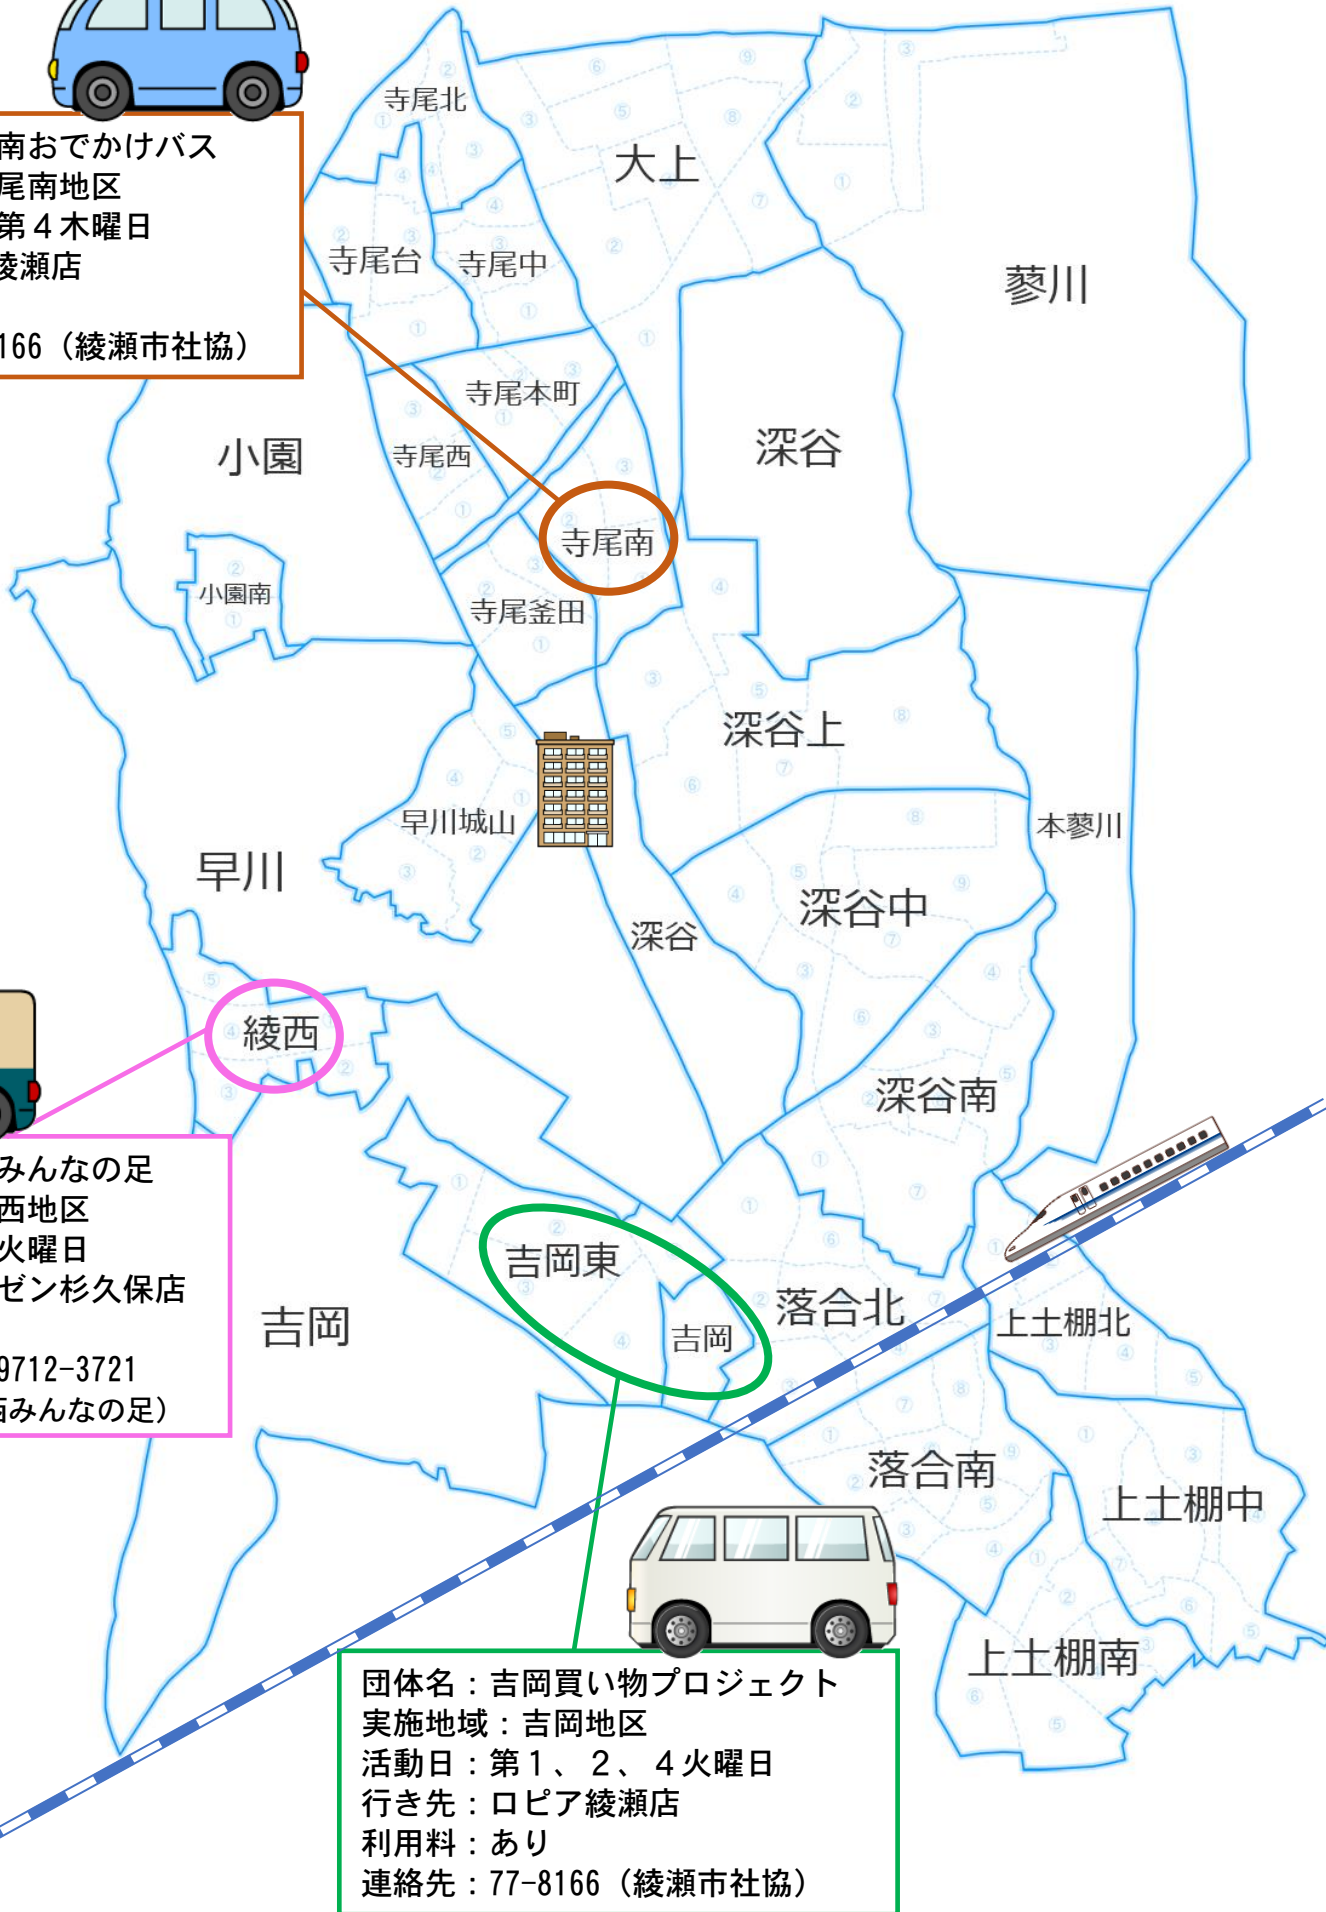 南おでかけバス
尾南地区
第４木曜日
綾瀬店
166（綾瀬市社協）
寺尾北
大上
寺尾台
寺尾中
蓼川
寺尾本町
小園
寺尾西
深谷
寺尾南
小園南
寺尾釜田
深谷上
早川城山
本蓼川
早川
深谷中
深谷
綾西
深谷南
みんなの足
西地区
火曜日
ゼン杉久保店
9712-3721
西みんなの足）
吉岡東
吉岡
吉岡
落合北
上土棚北
落合南
上土棚中
上土棚南
団体名：吉岡買い物プロジェクト
実施地域：吉岡地区
活動日：第１、２、４火曜日
行き先：ロピア綾瀬店
利用料：あり
連絡先：77-8166（綾瀬市社協）